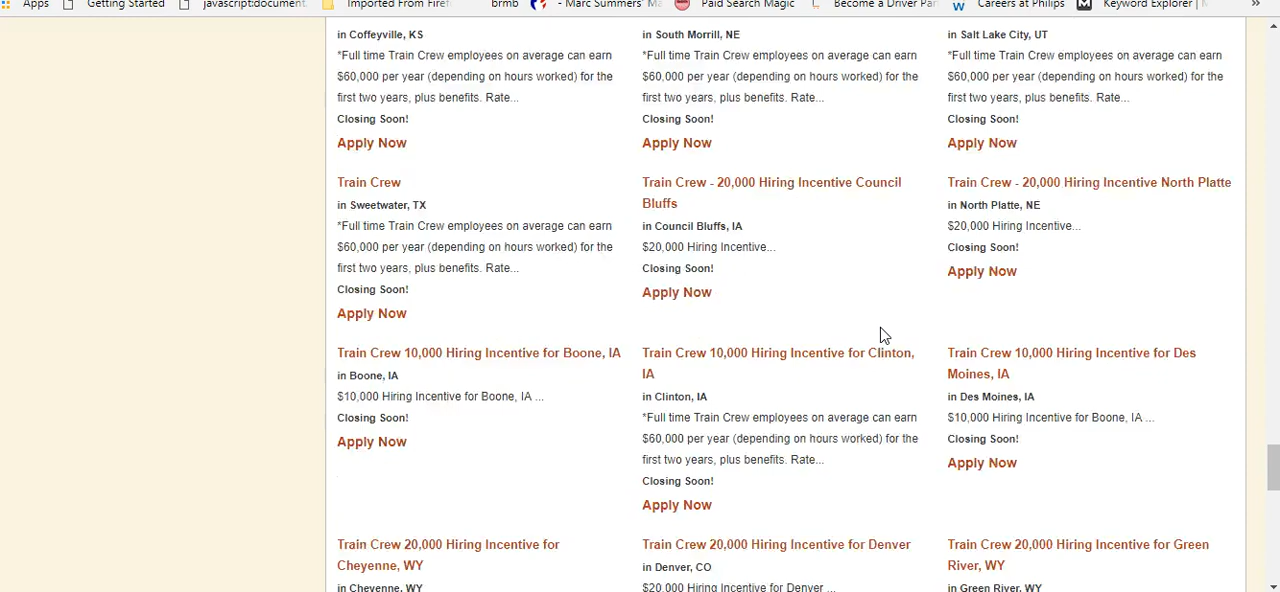 Apps
Getting Started
javascript:document.
Imported From Firef
brmb
- Marc Summers' Ma
Paid Search Magic
Become a Driver Par
Careers at Philips
Keyword Explorer |
»
in Coffeyville, KS
*Full time Train Crew employees on average can earn
$60,000 per year (depending on hours worked) for the
first two years, plus benefits. Rate...
Closing Soon!
Apply Now
in South Morrill, NE
*Full time Train Crew employees on average can earn
$60,000 per year (depending on hours worked) for the
first two years, plus benefits. Rate...
Closing Soon!
Apply Now
in Salt Lake City, UT
*Full time Train Crew employees on average can earn
$60,000 per year (depending on hours worked) for the
first two years, plus benefits. Rate...
Closing Soon!
Apply Now
Train Crew
in Sweetwater, TX
*Full time Train Crew employees on average can earn
$60,000 per year (depending on hours worked) for the
first two years, plus benefits. Rate...
Closing Soon!
Apply Now
Train Crew - 20,000 Hiring Incentive Council
Bluffs
in Council Bluffs, IA
$20,000 Hiring Incentive...
Closing Soon!
Apply Now
Train Crew - 20,000 Hiring Incentive North Platte
in North Platte, NE
$20,000 Hiring Incentive...
Closing Soon!
Apply Now
Train Crew 10,000 Hiring Incentive for Boone, IA
in Boone, IA
$10,000 Hiring Incentive for Boone, IA ...
Closing Soon!
Apply Now
Train Crew 10,000 Hiring Incentive for Clinton,
IA
in Clinton, IA
*Full time Train Crew employees on average can earn
$60,000 per year (depending on hours worked) for the
first two years, plus benefits. Rate...
Closing Soon!
Apply Now
Train Crew 10,000 Hiring Incentive for Des
Moines, IA
in Des Moines, IA
$10,000 Hiring Incentive for Boone, IA ...
Closing Soon!
Apply Now
Train Crew 20,000 Hiring Incentive for
Cheyenne, WY
in Cheyenne, WY
Train Crew 20,000 Hiring Incentive for Denver
in Denver, CO
$20,000 Hiring Incentive for Denver ...
Train Crew 20,000 Hiring Incentive for Green
River, WY
in Green River, WY